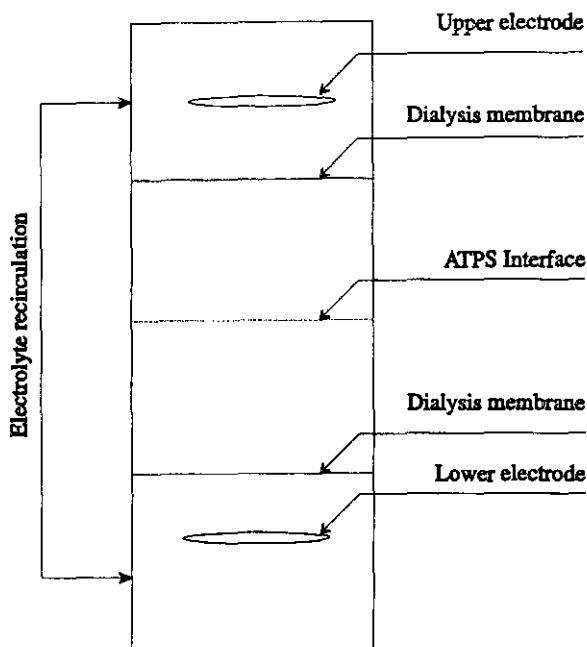 Upper electrode
Dialysis membrane
ATPS Interface
Dialysis membrane
Lower electrode
Electrolyte recirculation